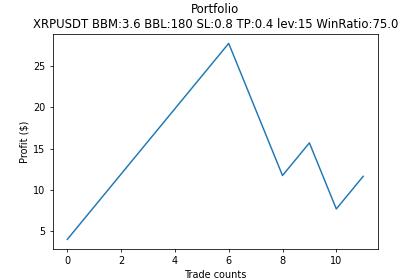 Portfolio
XRPUSDT BBM:3.6 BBL:180 SL:0.8 TP:0.4 lev:15 WinRatio:75.0
Profit ($)
25
20
15
10
5
0 2 4 6 8 10
Trade counts